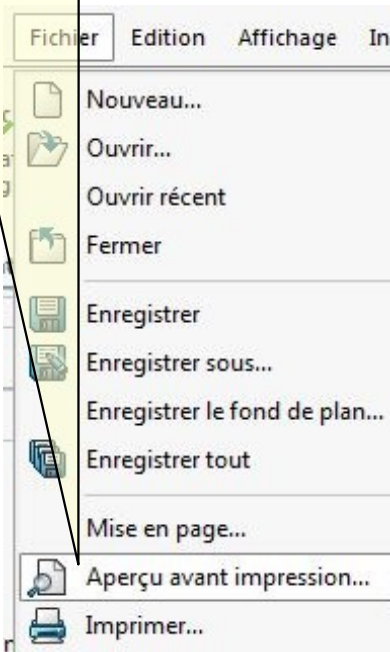 Fichier Edition Affichage In
Nouveau...
Ouvrir...
Ouvrir récent
Fermer
Enregistrer
Enregistrer sous...
Enregistrer le fond de plan...
Enregistrer tout
Mise en page...
Aperçu avant impression...
Imprimer...